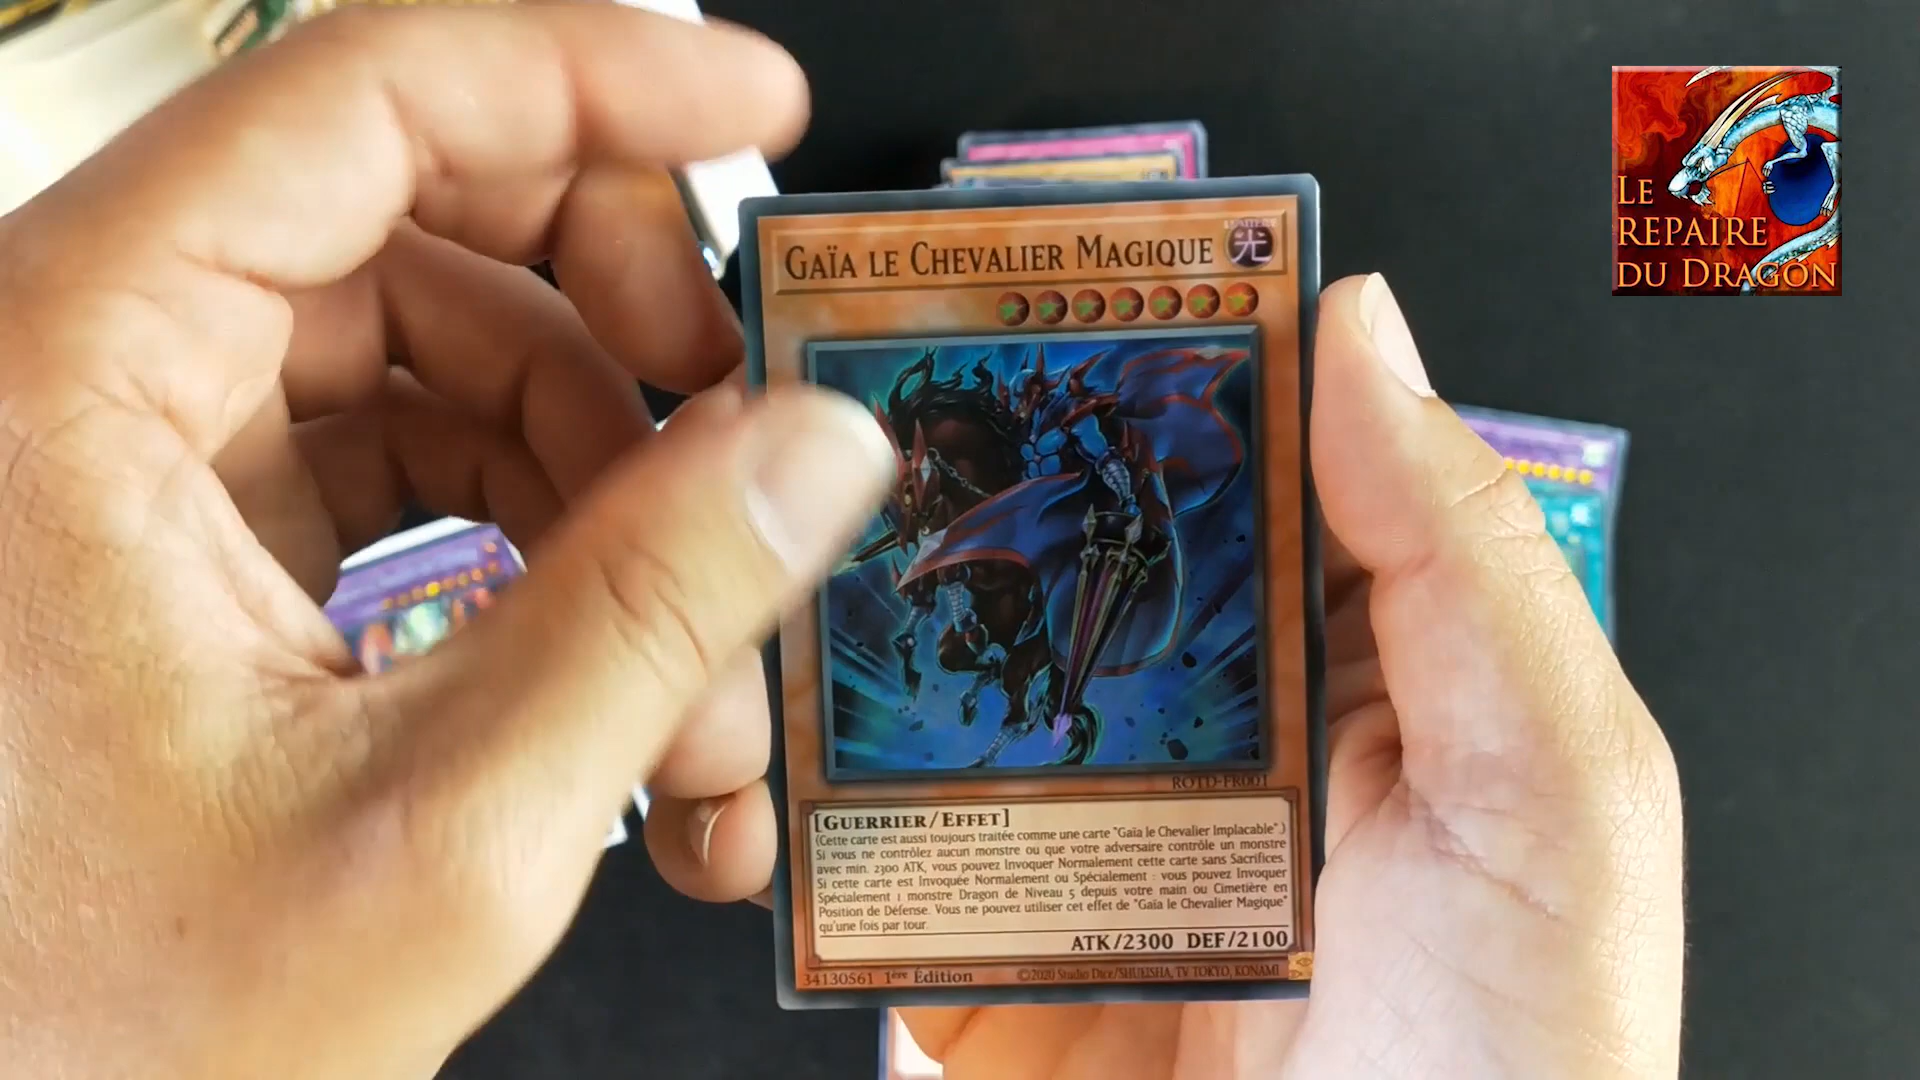 Gaïa le Chevalier Magique
LUMIÈRE
光
ROTD-FR001
[Guerrier/Effet]
(Cette carte est aussi toujours traitée comme une carte "Gaïa le Chevalier Implacable".)
Si vous ne contrôlez aucun monstre ou que votre adversaire contrôle un monstre
avec min. 2300 ATK, vous pouvez Invoquer Normalement cette carte sans Sacrifices.
Si cette carte est Invoquée Normalement ou Spécialement : vous pouvez Invoquer
Spécialement 1 monstre Dragon de Niveau 5 depuis votre main ou Cimetière en
Position de Défense. Vous ne pouvez utiliser cet effet de "Gaïa le Chevalier Magique"
qu'une fois par tour.
ATK/2300 DEF/2100
34130561 1ère Édition ©2020 Studio Dice/SHUEISHA, TV TOKYO, KONAMI
Le
repaire
du Dragon